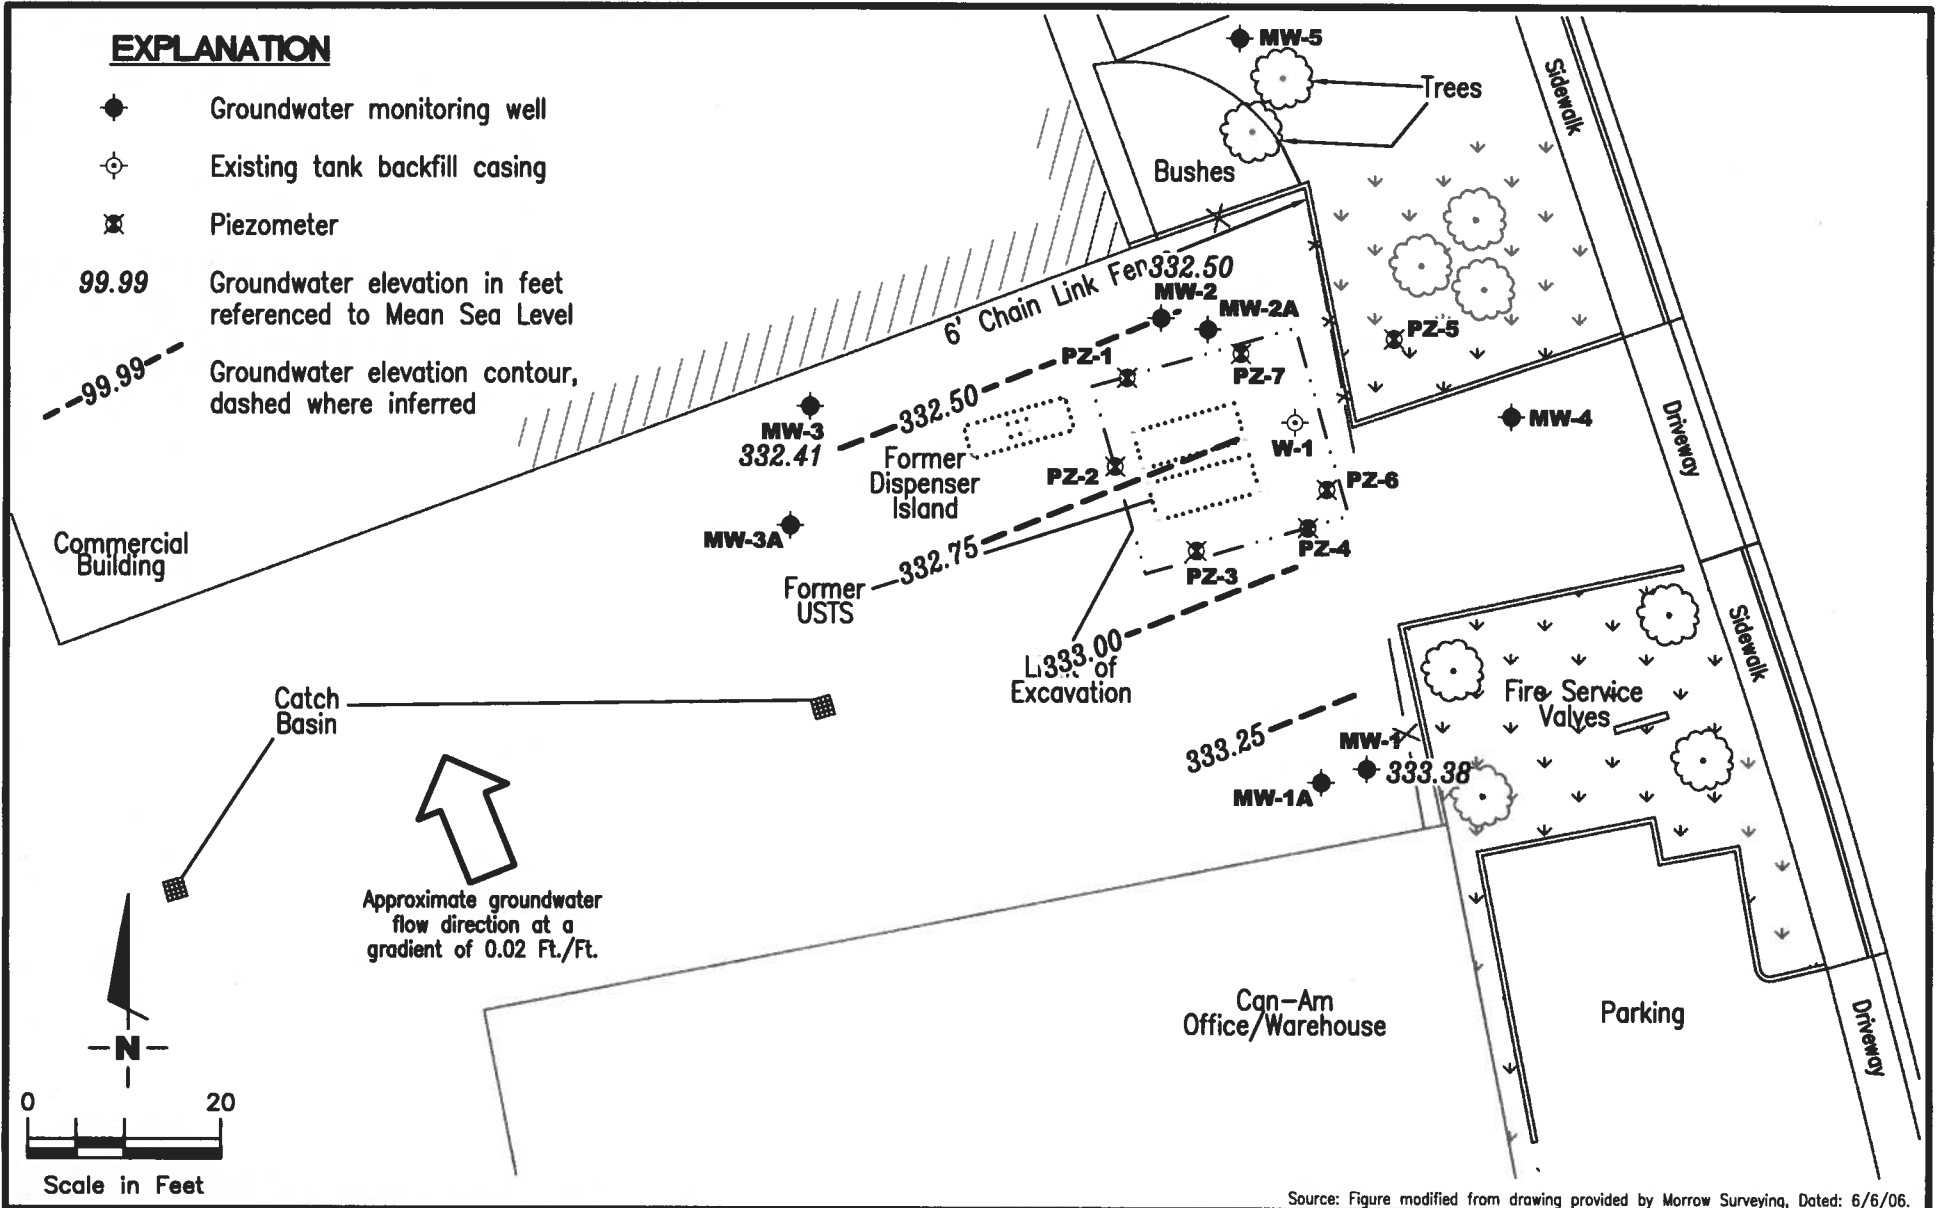 EXPLANATION
Groundwater monitoring well
Existing tank backfill casing
Piezometer
99.99
Groundwater elevation in feet
referenced to Mean Sea Level
99.99
Groundwater elevation contour,
dashed where inferred
MW-5
Trees
Bushes
Sidewalk
6' Chain Link
332.50
MW-2
MW-2A
PZ-1
PZ-7
PZ-5
MW-3
332.41
332.50
Former
Dispenser
Island
W-1
MW-4
Driveway
PZ-2
PZ-6
MW-3A
332.75
PZ-4
PZ-3
Commercial
Building
Former
USTS
333.00
of
Excavation
Sidewalk
Catch
Basin
Fire Service
Valves
333.25
MW-1
333.38
MW-1A
Approximate groundwater
flow direction at a
gradient of 0.02 Ft./Ft.
Can-Am
Office/Warehouse
Parking
Driveway
N
0 20
Scale in Feet
Source: Figure modified from drawing provided by Morrow Surveying, Dated: 6/6/06.